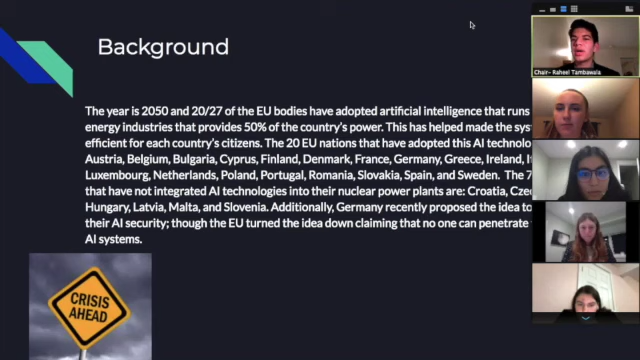 Background
The year is 2050 and 20/27 of the EU bodies have adopted artificial intelligence that runs
energy industries that provides 50% of the country's power. This has helped made the sys
efficient for each country's citizens. The 20 EU nations that have adopted this AI technolo
Austria, Belgium, Bulgaria, Cyprus, Finland, Denmark, France, Germany, Greece, Ireland, It
Luxembourg, Netherlands, Poland, Portugal, Romania, Slovakia, Spain, and Sweden. The 7
that have not integrated AI technologies into their nuclear power plants are: Croatia, Czec
Hungary, Latvia, Malta, and Slovenia. Additionally, Germany recently proposed the idea to
their AI security; though the EU turned the idea down claiming that no one can penetrate
AI systems.
CRISIS
AHEAD
Chair- Raheel Tambawala